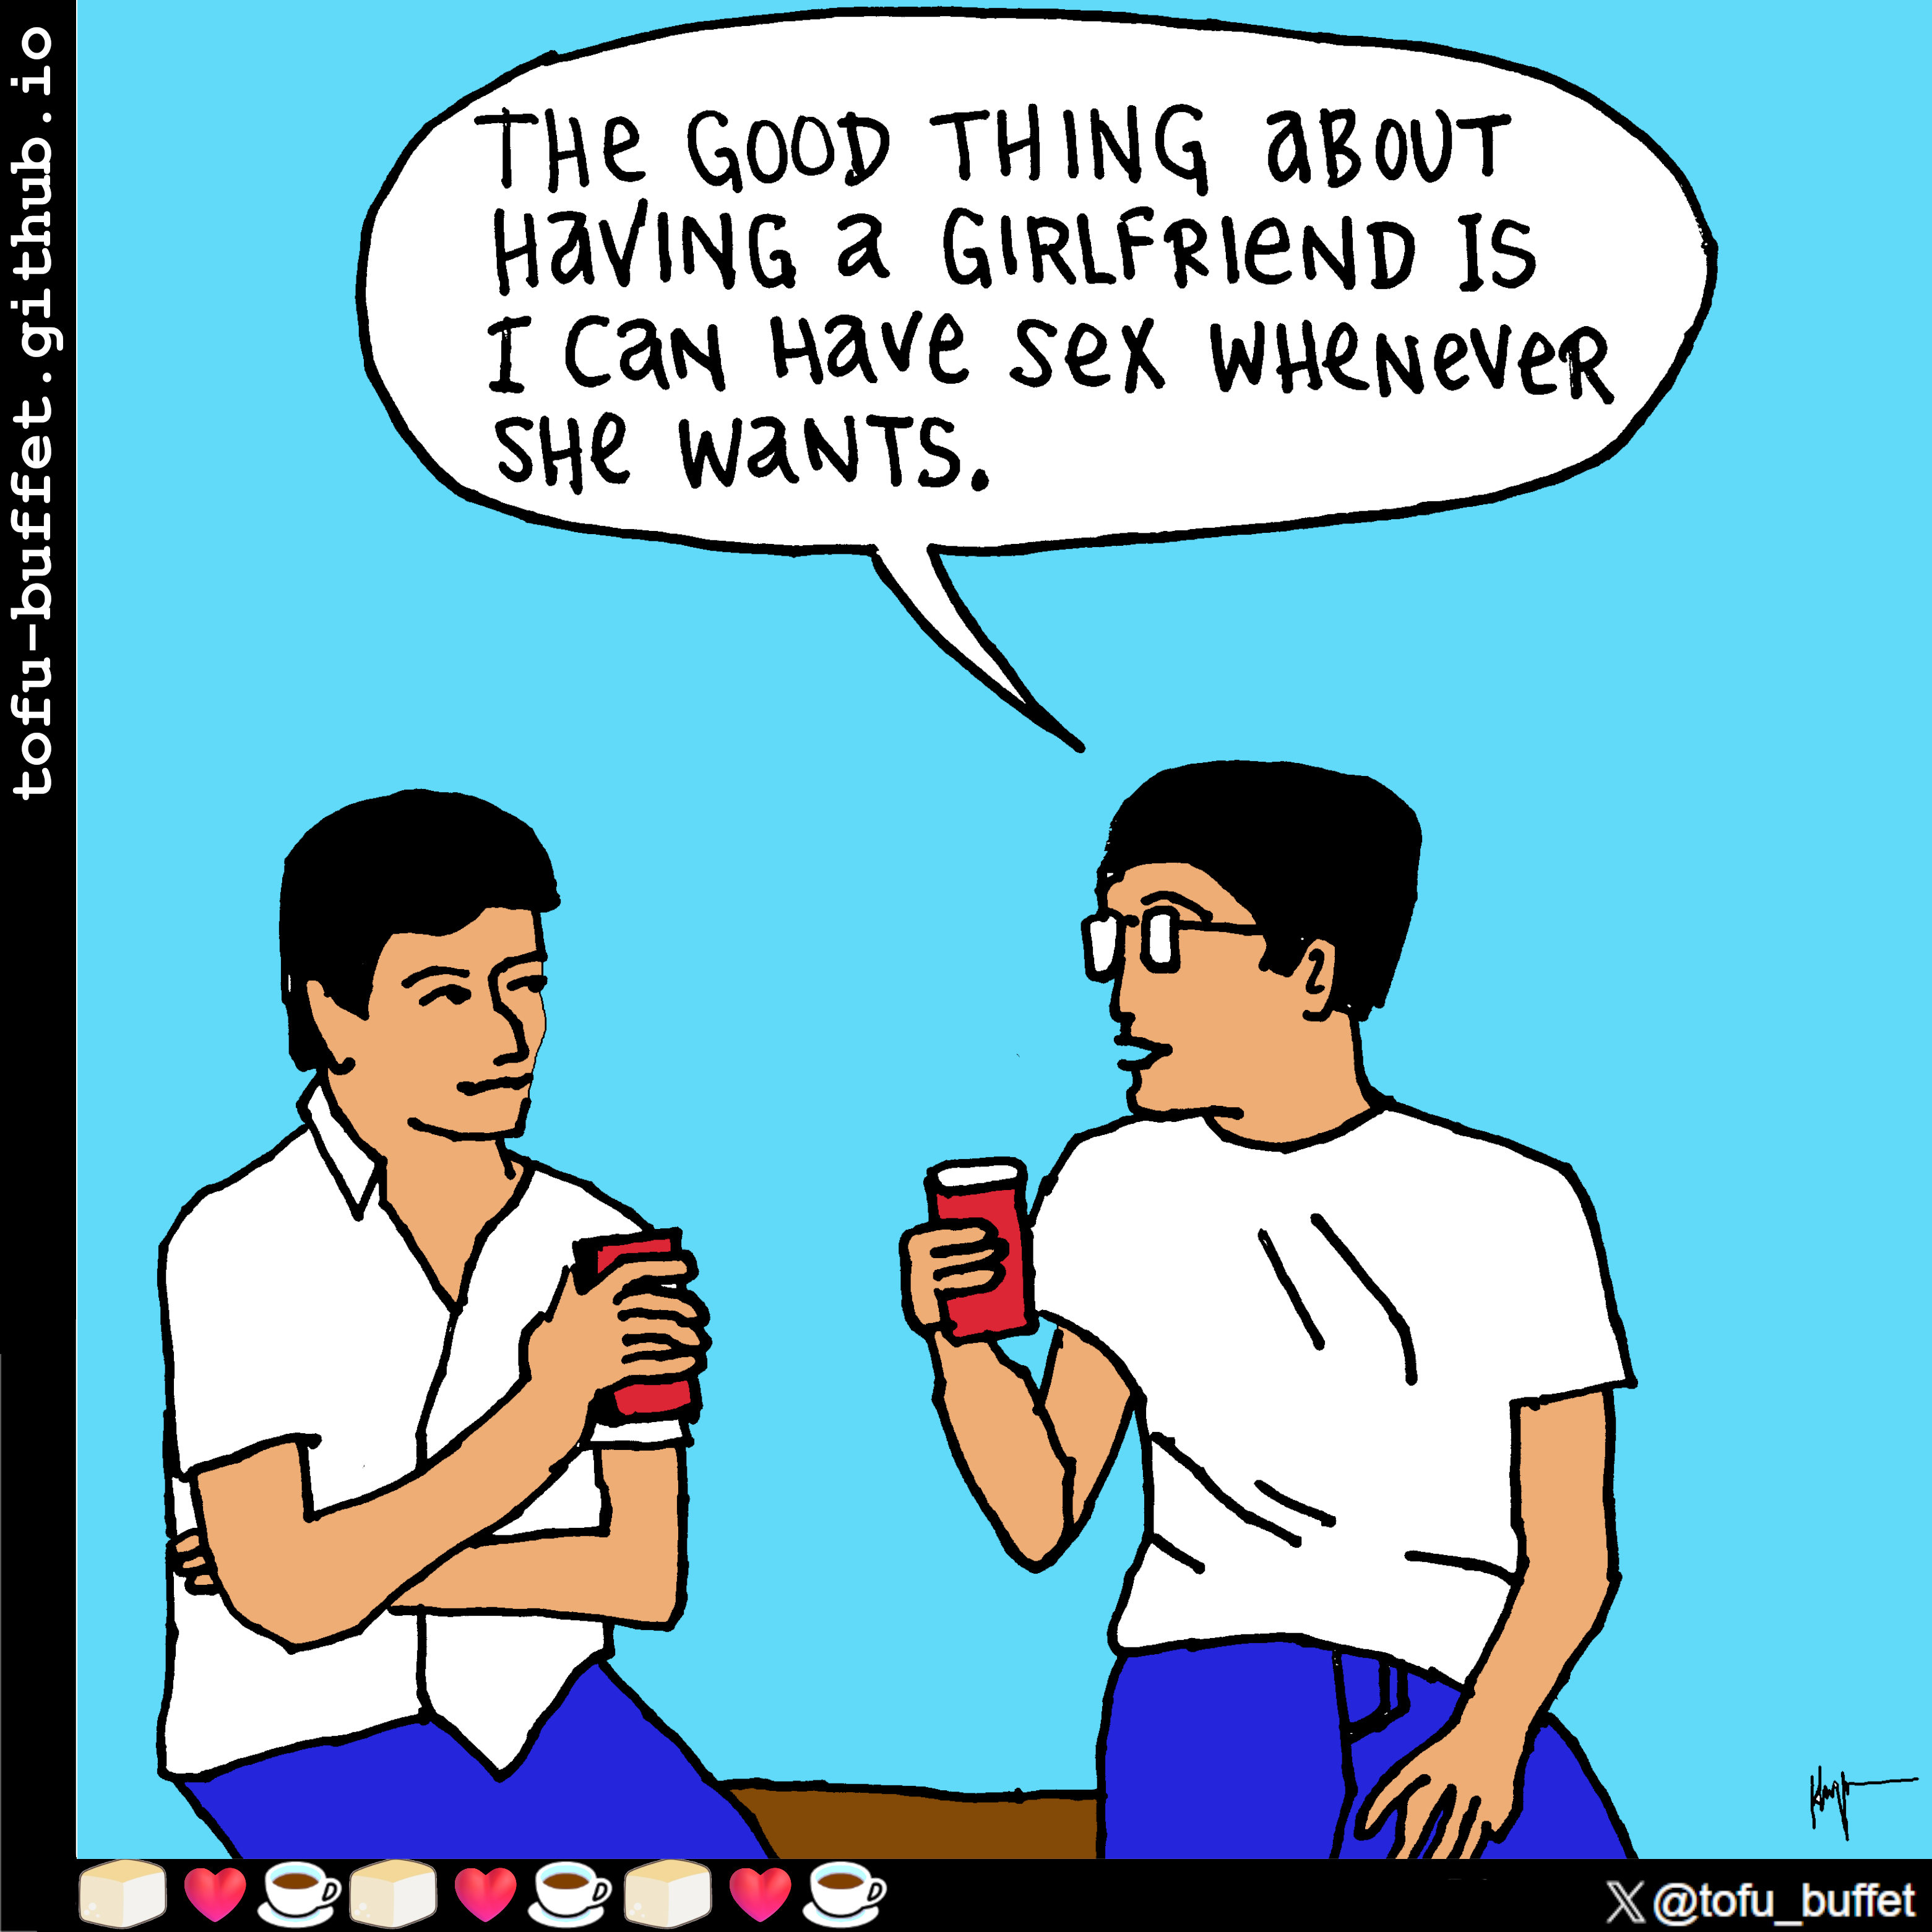 THE GOOD THING ABOUT
HAVING A GIRLFRIEND IS
I CAN HAVE SEX WHENEVER
SHE WANTS.
tofu-buffet.github.io
X @tofu_buffet